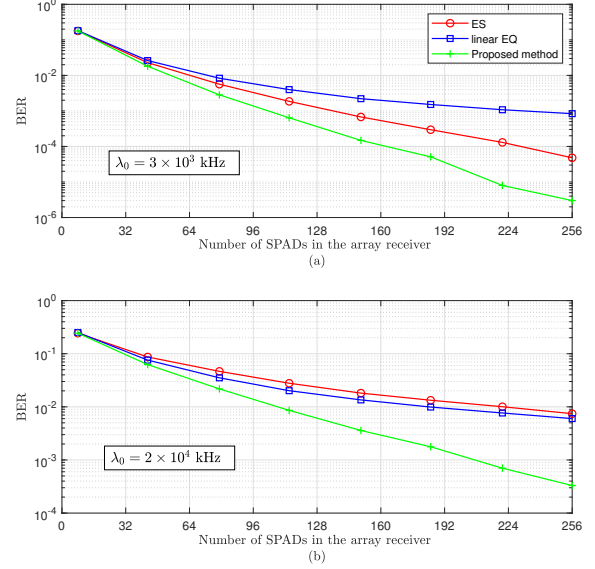 10^0
10^-2
10^-4
10^-6
BER
ES
linear EQ
Proposed method
λ_0 = 3 × 10^3 kHz
0 32 64 96 128 160 192 224 256
Number of SPADs in the array receiver
(a)
10^0
10^-1
10^-2
10^-3
10^-4
BER
λ_0 = 2 × 10^4 kHz
0 32 64 96 128 160 192 224 256
Number of SPADs in the array receiver
(b)